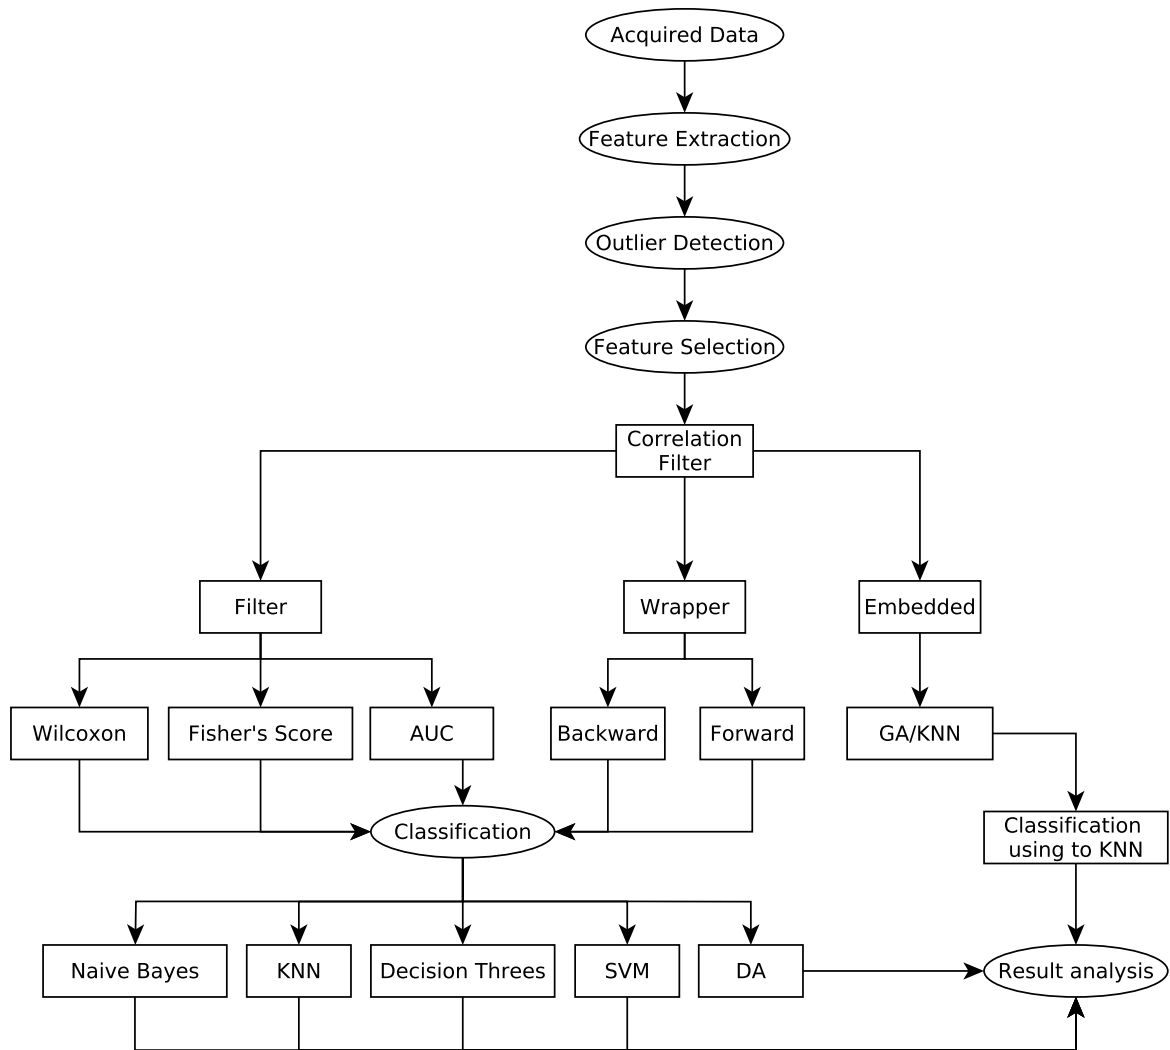 Acquired Data
Feature Extraction
Outlier Detection
Feature Selection
Correlation
Filter
Filter
Wrapper
Embedded
Wilcoxon
Fisher's Score
AUC
Backward
Forward
GA/KNN
Classification
Classification
using to KNN
Naive Bayes
KNN
Decision Threes
SVM
DA
Result analysis